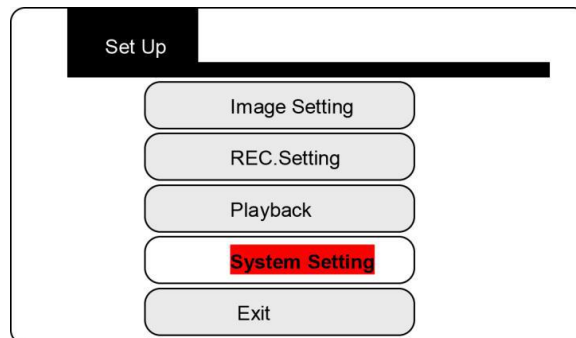 Set Up
Image Setting
REC.Setting
Playback
System Setting
Exit